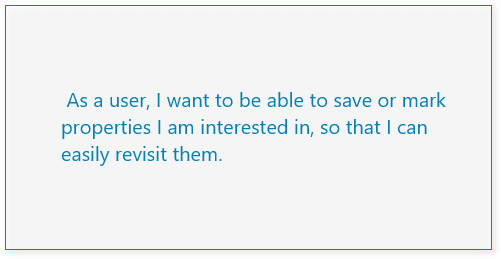 As a user, I want to be able to save or mark
properties I am interested in, so that I can
easily revisit them.